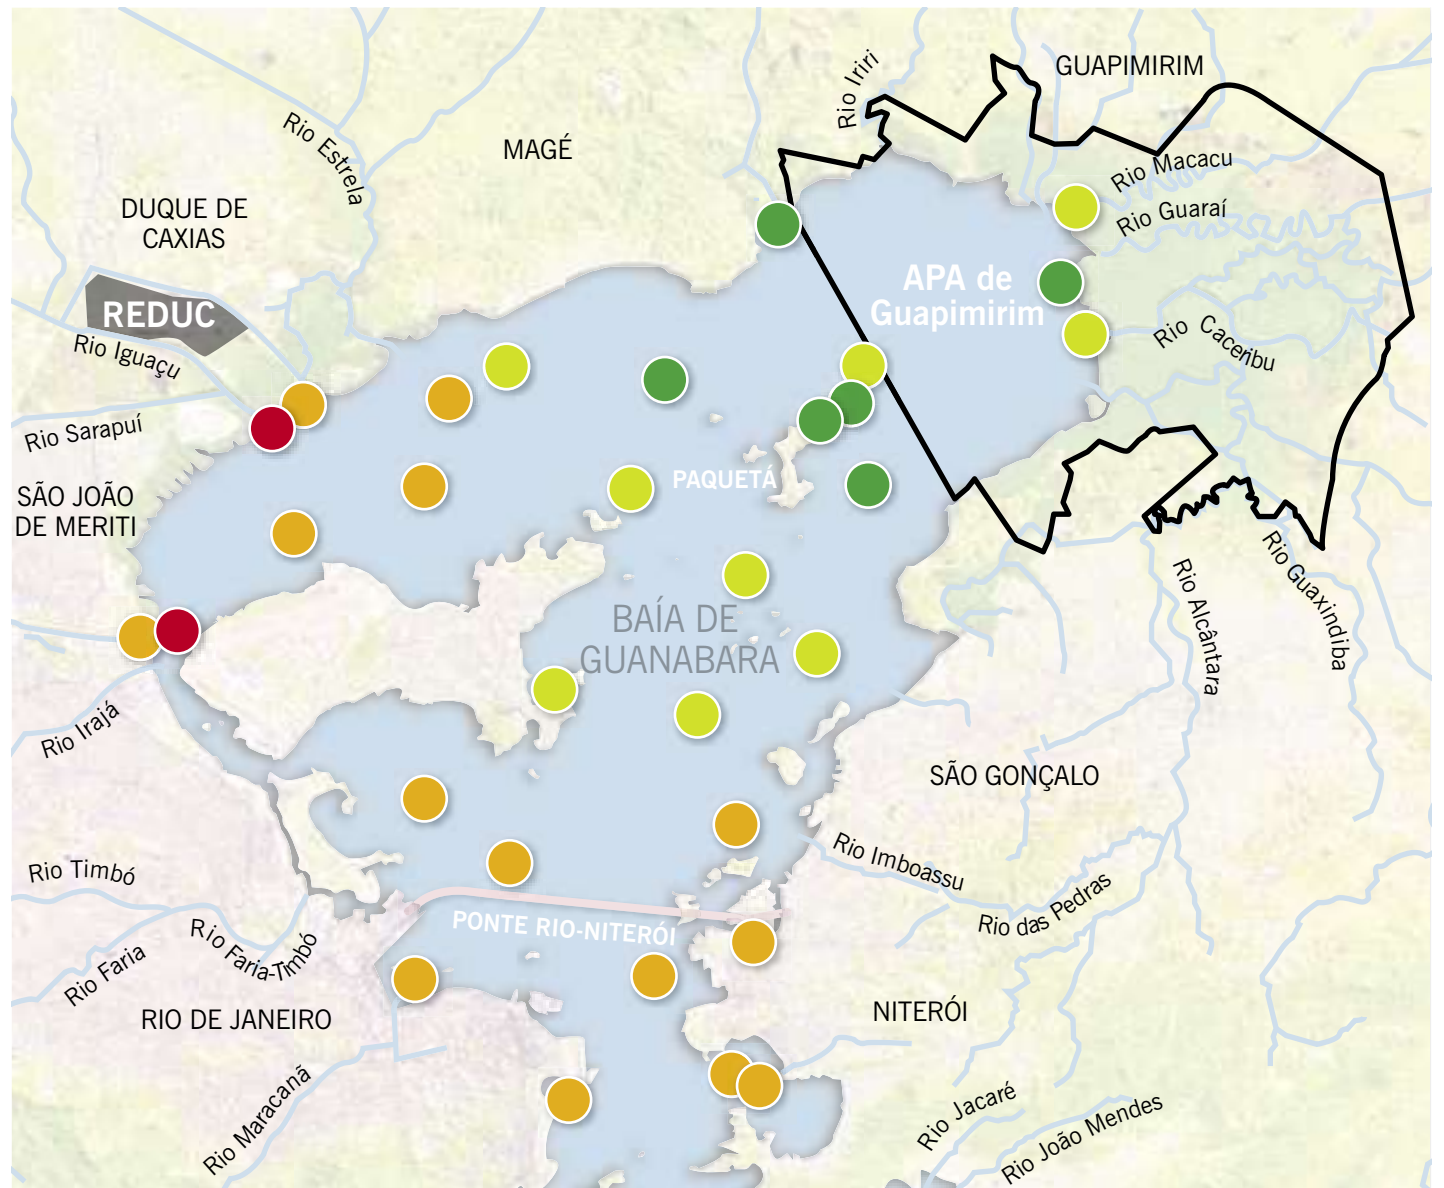 GUAPIMIRIM
Rio Iriri
MAGÉ
Rio Estrela
Rio Macacu
Rio Guaraí
DUQUE DE
CAXIAS
APA de
Guapimirim
REDUC
Rio Iguaçu
Rio Caceribu
Rio Sarapuí
PAQUETÁ
SÃO JOÃO
DE MERITI
Rio Guaxindiba
Rio Alcântara
BAÍA DE
GUANABARA
Rio Irajá
SÃO GONÇALO
Rio Imboassu
Rio Timbó
Rio das Pedras
PONTE RIO-NITERÓI
Rio Faria-Timbó
Rio Faria
NITERÓI
RIO DE JANEIRO
Rio Maracanã
Rio Jacaré
Rio João Mendes